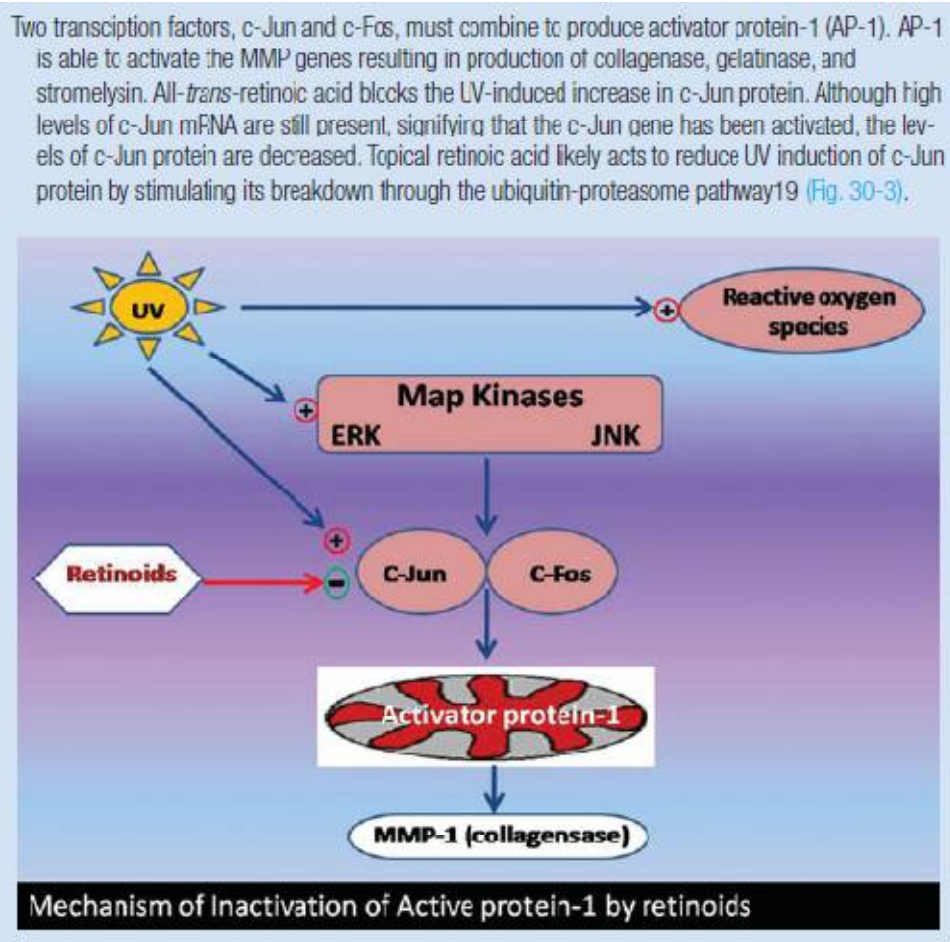 Two transciption factors, c-Jun and c-Fos, must combine to produce activator protein-1 (AP-1). AP-1
is able to activate the MMP genes resulting in production of collagenase, gelatinase, and
stromelysin. All-trans-retinoic acid blocks the UV-induced increase in c-Jun protein. Although high
levels of c-Jun mRNA are still present, signifying that the c-Jun gene has been activated, the lev-
els of c-Jun protein are decreased. Topical retinoic acid likely acts to reduce UV induction of c-Jun
protein by stimulating its breakdown through the ubiquitin-proteasome pathway19 (Fig. 30-3).
UV
+
Reactive oxygen
species
+
Map Kinases
ERK JNK
+
Retinoids
-
C-Jun
C-Fos
Activator protein-1
MMP-1 (collagensase)
Mechanism of Inactivation of Active protein-1 by retinoids